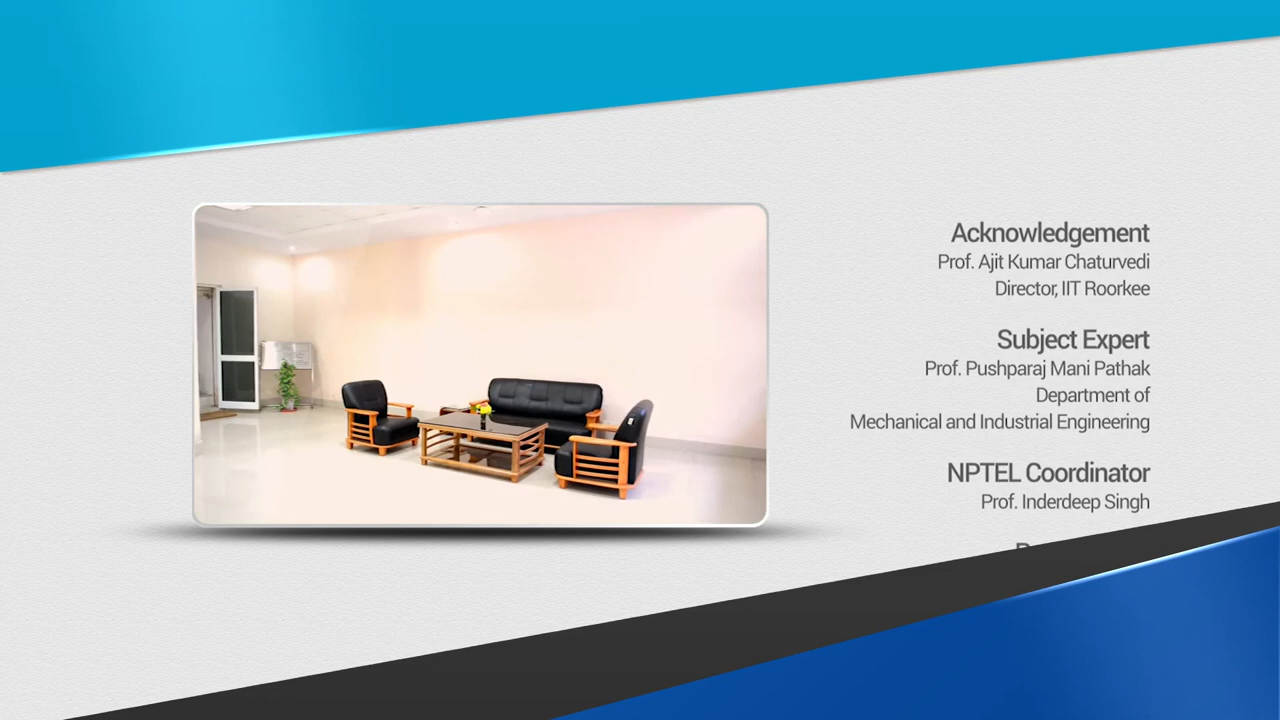 Acknowledgement
Prof. Ajit Kumar Chaturvedi
Director, IIT Roorkee
Subject Expert
Prof. Pushparaj Mani Pathak
Department of
Mechanical and Industrial Engineering
NPTEL Coordinator
Prof. Inderdeep Singh